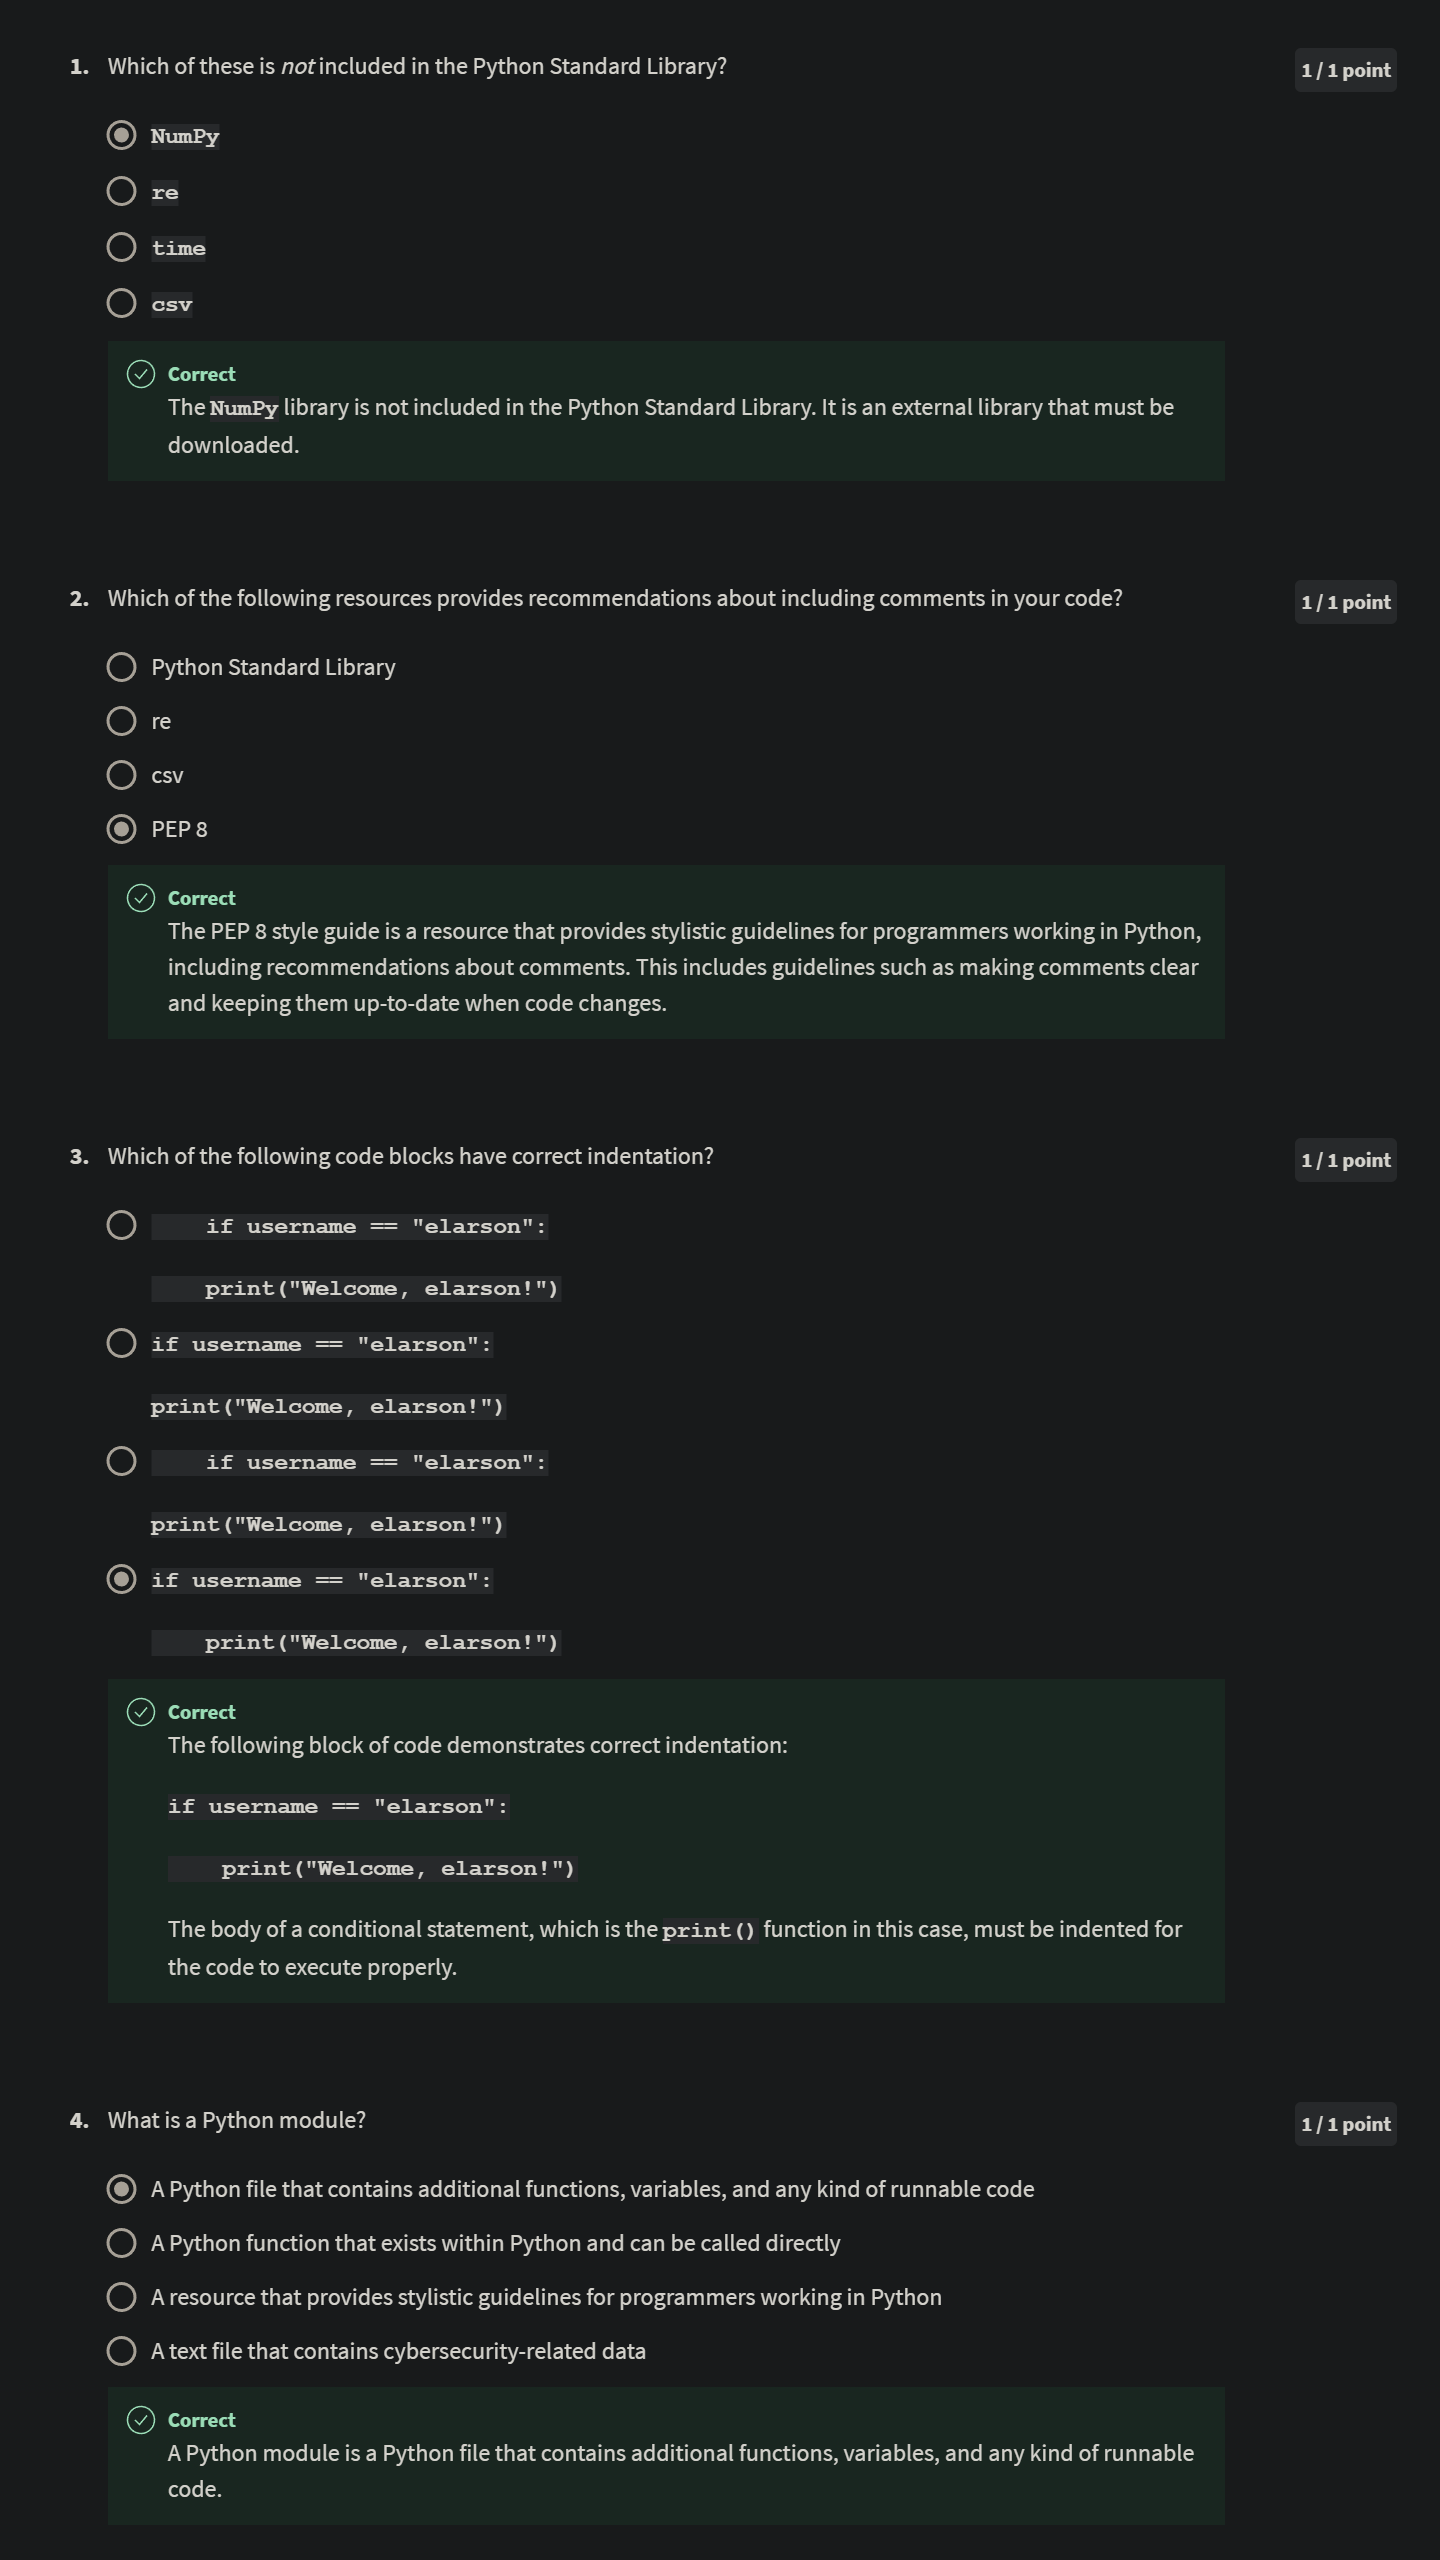 1. Which of these is not included in the Python Standard Library?
1 / 1 point
NumPy
re
time
csv
Correct
The NumPy library is not included in the Python Standard Library. It is an external library that must be
downloaded.
2. Which of the following resources provides recommendations about including comments in your code?
1 / 1 point
Python Standard Library
re
csv
PEP 8
Correct
The PEP 8 style guide is a resource that provides stylistic guidelines for programmers working in Python,
including recommendations about comments. This includes guidelines such as making comments clear
and keeping them up-to-date when code changes.
3. Which of the following code blocks have correct indentation?
1 / 1 point
    if username == "elarson":
    print("Welcome, elarson!")
if username == "elarson":
print("Welcome, elarson!")
    if username == "elarson":
print("Welcome, elarson!")
if username == "elarson":
    print("Welcome, elarson!")
Correct
The following block of code demonstrates correct indentation:
if username == "elarson":
    print("Welcome, elarson!")
The body of a conditional statement, which is the print() function in this case, must be indented for
the code to execute properly.
4. What is a Python module?
1 / 1 point
A Python file that contains additional functions, variables, and any kind of runnable code
A Python function that exists within Python and can be called directly
A resource that provides stylistic guidelines for programmers working in Python
A text file that contains cybersecurity-related data
Correct
A Python module is a Python file that contains additional functions, variables, and any kind of runnable
code.